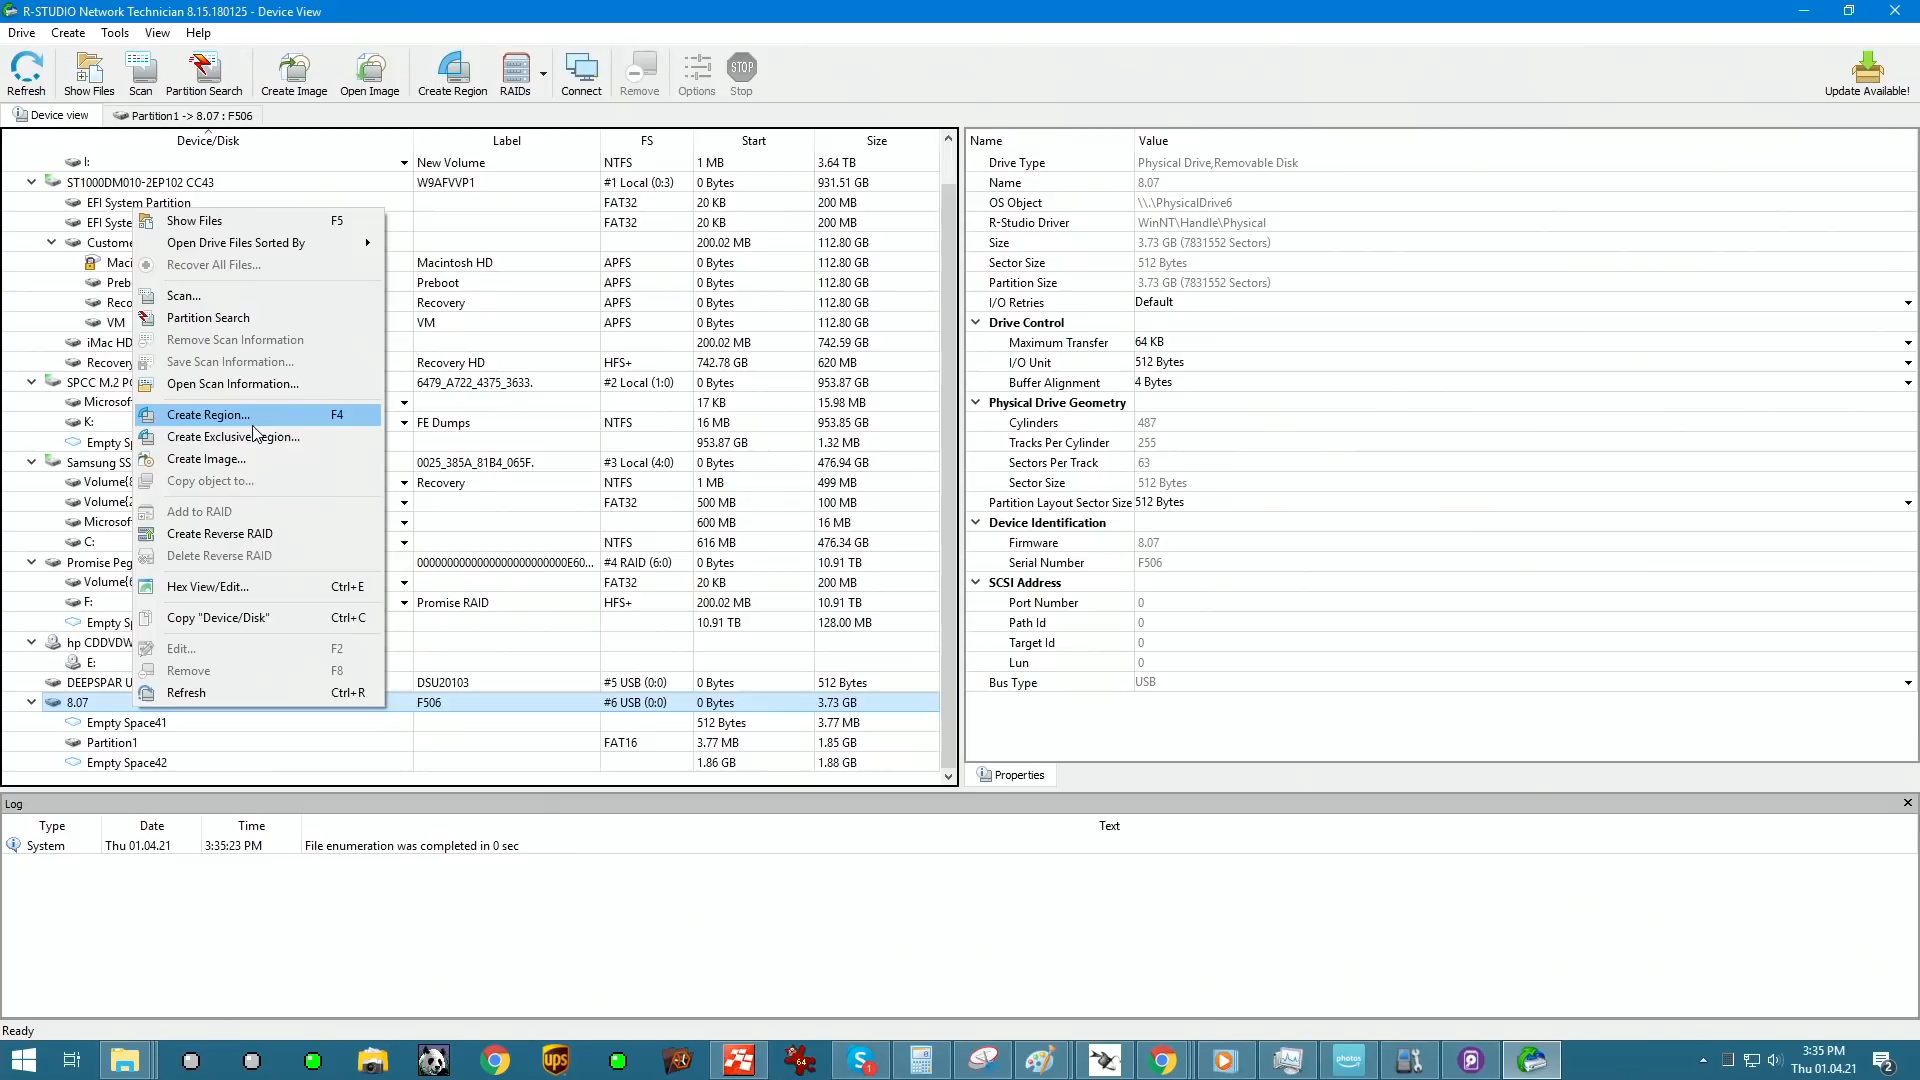 R-STUDIO Network Technician 8.15.180125 - Device View
Drive Create Tools View Help
Refresh Show Files Scan Partition Search Create Image Open Image Create Region RAIDs Connect Remove Options STOP Stop Update Available!
Device view Partition1 -> 8.07 : F506
Device/Disk Label FS Start Size
I: New Volume NTFS 1 MB 3.64 TB
ST1000DM010-2EP102 CC43 W9AFVVP1 #1 Local (0:3) 0 Bytes 931.51 GB
EFI System Partition FAT32 20 KB 200 MB
EFI Syste FAT32 20 KB 200 MB
Custome 200.02 MB 112.80 GB
Maci Macintosh HD APFS 0 Bytes 112.80 GB
Preb Preboot APFS 0 Bytes 112.80 GB
Reco Recovery APFS 0 Bytes 112.80 GB
VM VM APFS 0 Bytes 112.80 GB
iMac HD 200.02 MB 742.59 GB
Recovery Recovery HD HFS+ 742.78 GB 620 MB
SPCC M.2 PC 6479_A722_4375_3633. #2 Local (1:0) 0 Bytes 953.87 GB
Microsof 17 KB 15.98 MB
K: FE Dumps NTFS 16 MB 953.85 GB
Empty Sp 953.87 GB 1.32 MB
Samsung SS 0025_385A_81B4_065F. #3 Local (4:0) 0 Bytes 476.94 GB
Volume{8 Recovery NTFS 1 MB 499 MB
Volume{2 FAT32 500 MB 100 MB
Microsof 600 MB 16 MB
C: NTFS 616 MB 476.34 GB
Promise Peg 0000000000000000000000000E60... #4 RAID (6:0) 0 Bytes 10.91 TB
Volume{6 FAT32 20 KB 200 MB
F: Promise RAID HFS+ 200.02 MB 10.91 TB
Empty Sp 10.91 TB 128.00 MB
hp CDDVDW
E:
DEEPSPAR U DSU20103 #5 USB (0:0) 0 Bytes 512 Bytes
8.07 F506 #6 USB (0:0) 0 Bytes 3.73 GB
Empty Space41 512 Bytes 3.77 MB
Partition1 FAT16 3.77 MB 1.85 GB
Empty Space42 1.86 GB 1.88 GB
Show Files F5
Open Drive Files Sorted By
Recover All Files...
Scan...
Partition Search
Remove Scan Information
Save Scan Information...
Open Scan Information...
Create Region... F4
Create Exclusive Region...
Create Image...
Copy object to...
Add to RAID
Create Reverse RAID
Delete Reverse RAID
Hex View/Edit... Ctrl+E
Copy "Device/Disk" Ctrl+C
Edit... F2
Remove F8
Refresh Ctrl+R
Name Value
Drive Type Physical Drive,Removable Disk
Name 8.07
OS Object \\.\PhysicalDrive6
R-Studio Driver WinNT\Handle\Physical
Size 3.73 GB (7831552 Sectors)
Sector Size 512 Bytes
Partition Size 3.73 GB (7831552 Sectors)
I/O Retries Default
Drive Control
Maximum Transfer 64 KB
I/O Unit 512 Bytes
Buffer Alignment 4 Bytes
Physical Drive Geometry
Cylinders 487
Tracks Per Cylinder 255
Sectors Per Track 63
Sector Size 512 Bytes
Partition Layout Sector Size 512 Bytes
Device Identification
Firmware 8.07
Serial Number F506
SCSI Address
Port Number 0
Path Id 0
Target Id 0
Lun 0
Bus Type USB
Properties
Log
Type Date Time Text
System Thu 01.04.21 3:35:23 PM File enumeration was completed in 0 sec
Ready
ups 64 S 1 photos
3:35 PM
Thu 01.04.21
2